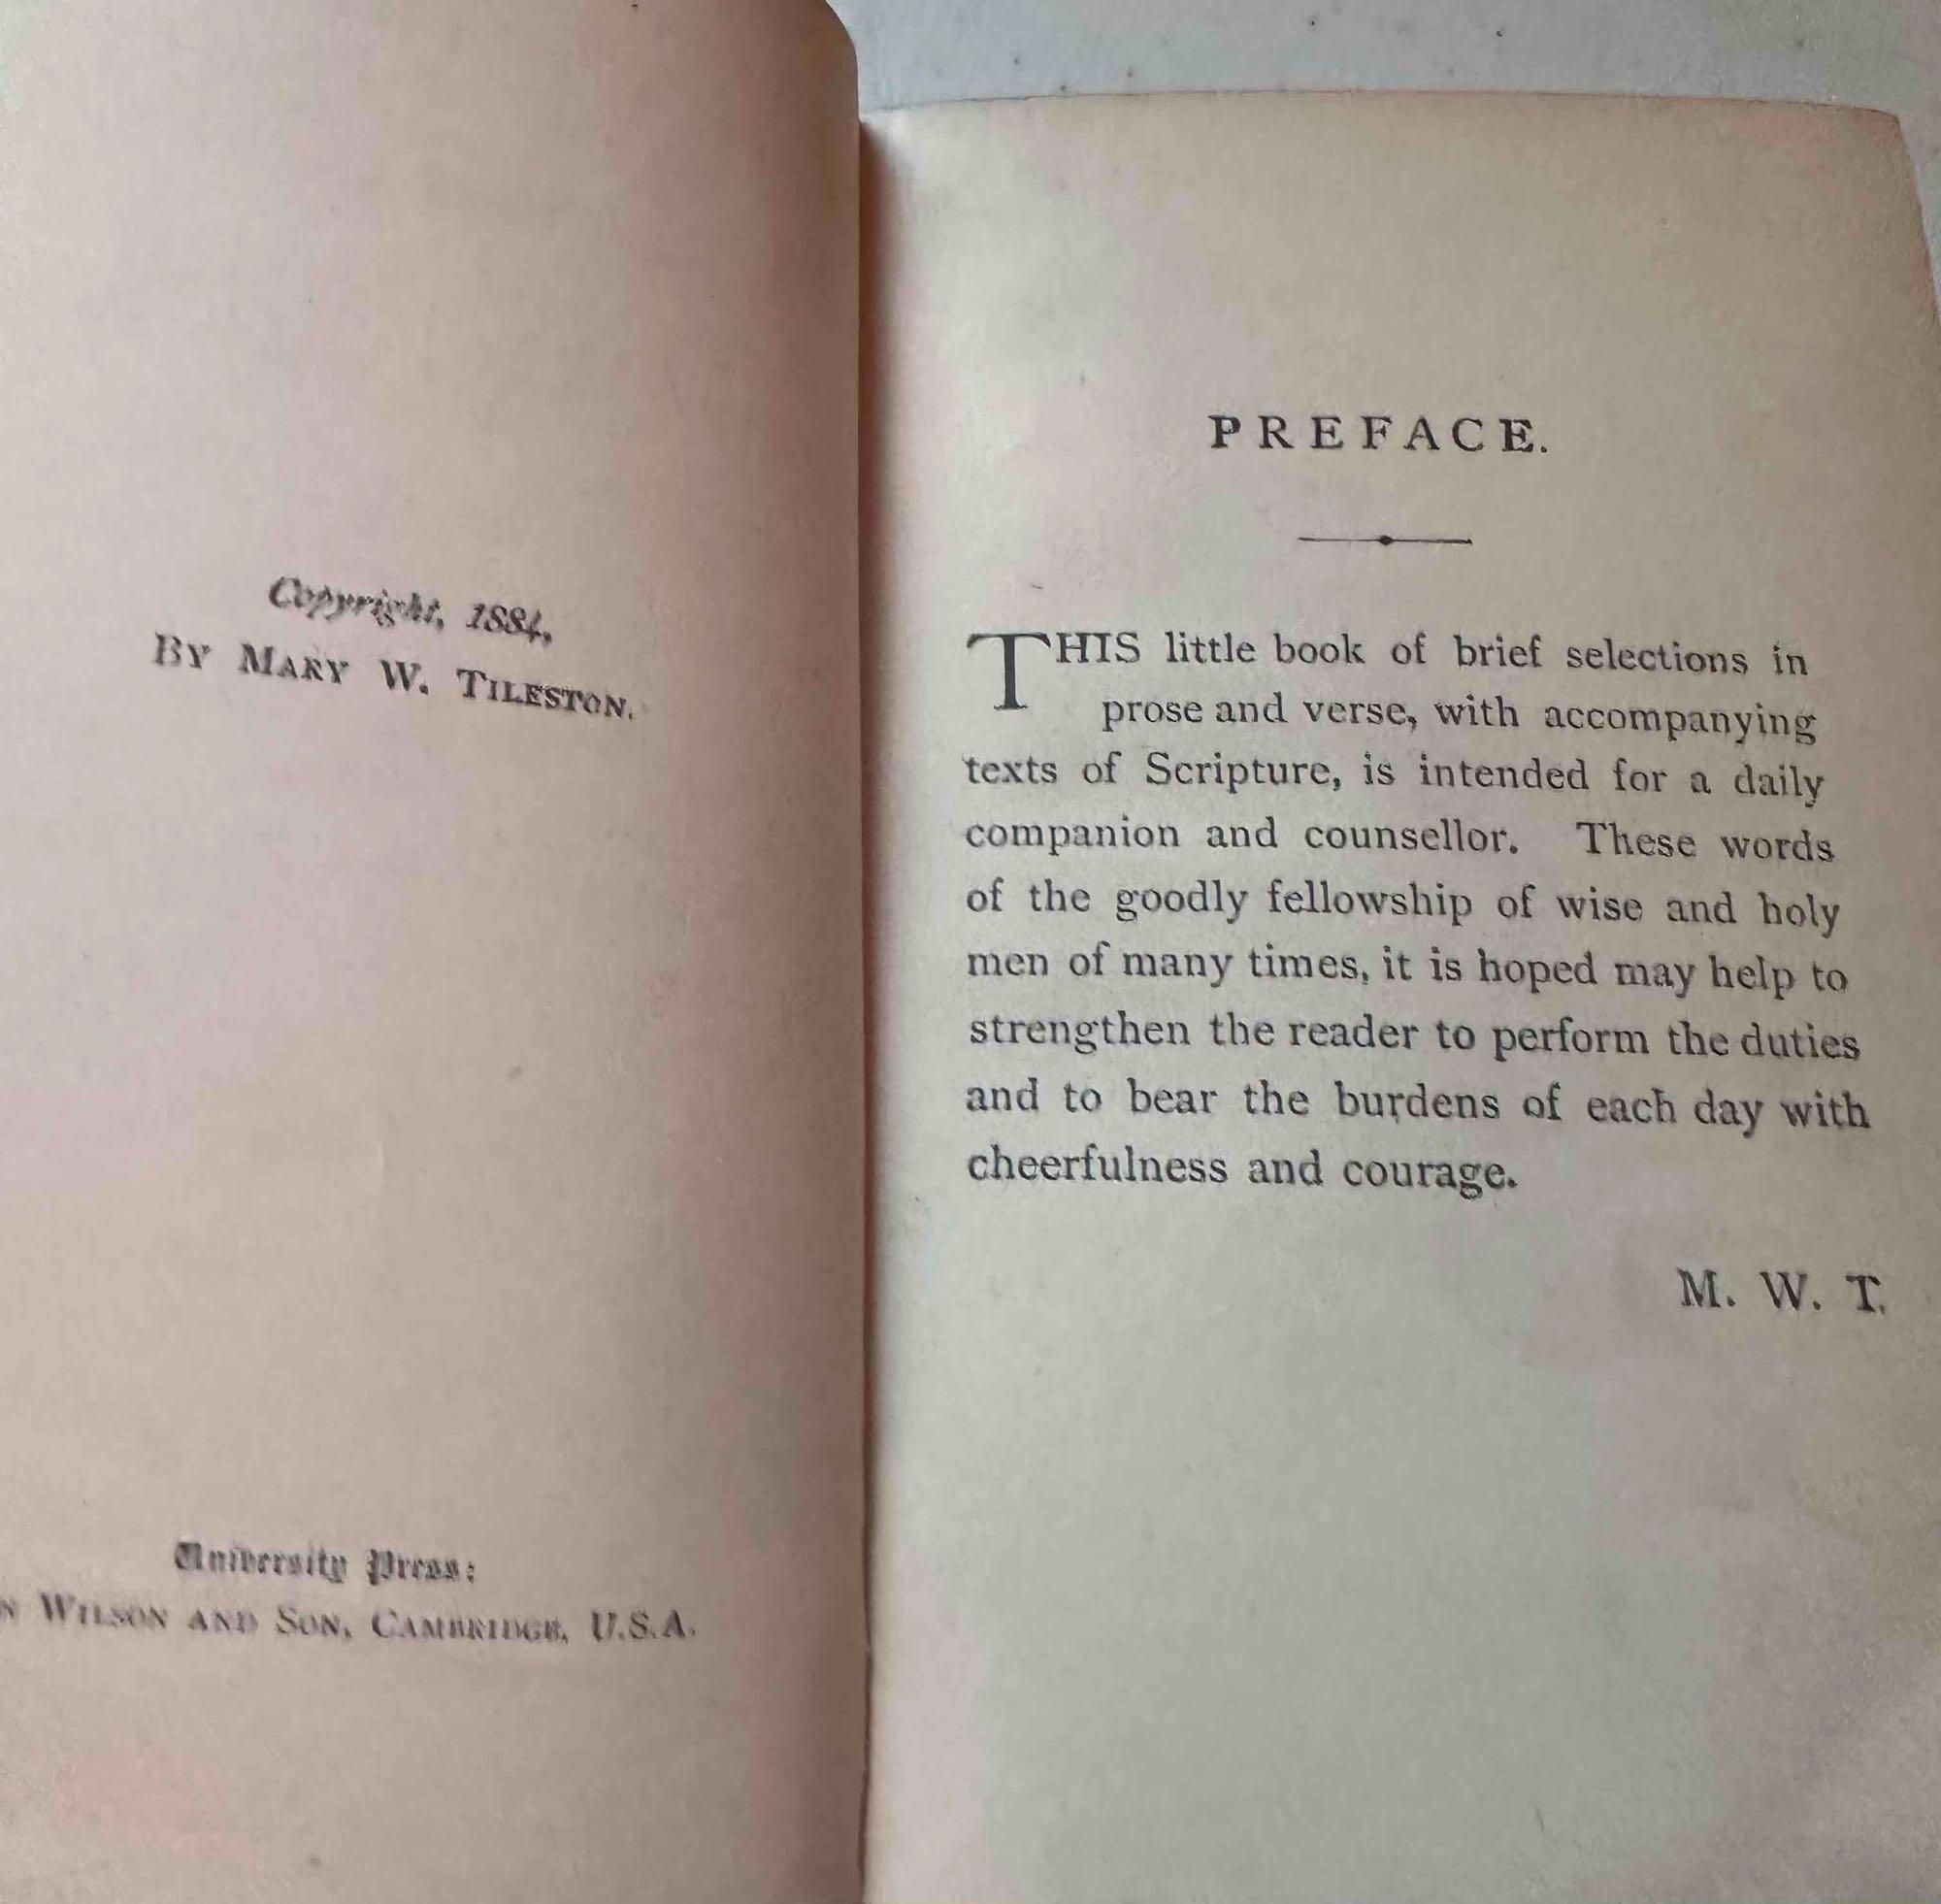 Copyright, 1884,
BY MARY W. TILESTON.
University Press:
N WILSON AND SON, CAMBRIDGE, U.S.A.
PREFACE.
THIS little book of brief selections in
prose and verse, with accompanying
texts of Scripture, is intended for a daily
companion and counsellor. These words
of the goodly fellowship of wise and holy
men of many times, it is hoped may help to
strengthen the reader to perform the duties
and to bear the burdens of each day with
cheerfulness and courage.
M. W. T.